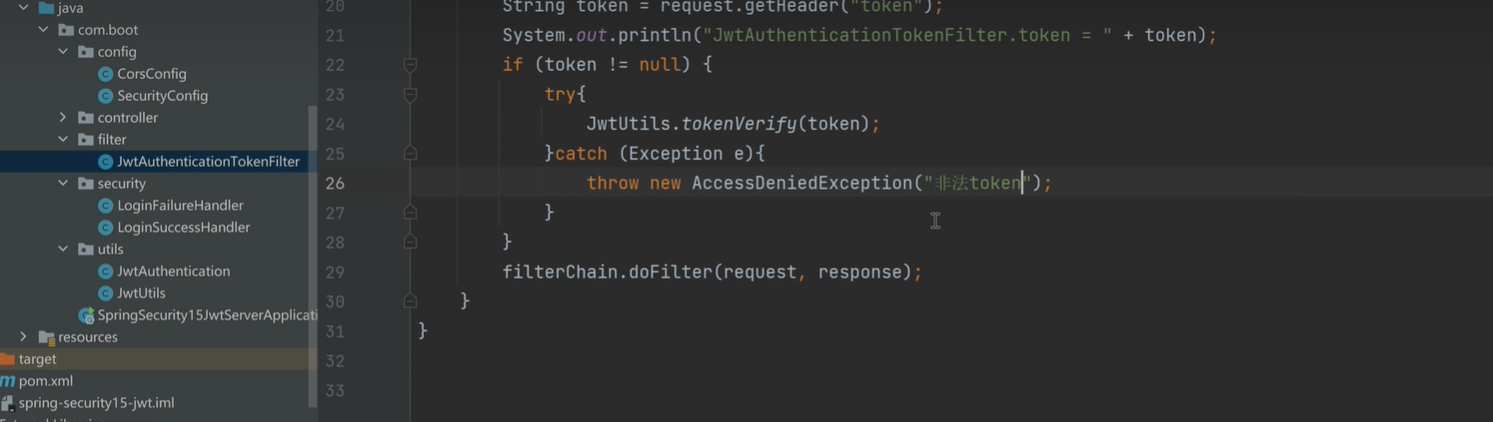 java
com.boot
config
CorsConfig
SecurityConfig
controller
filter
JwtAuthenticationTokenFilter
security
LoginFailureHandler
LoginSuccessHandler
utils
JwtAuthentication
JwtUtils
SpringSecurity15JwtServerApplicati
resources
target
pom.xml
spring-security15-jwt.iml
20 String token = request.getHeader("token");
21 System.out.println("JwtAuthenticationTokenFilter.token = " + token);
22 if (token != null) {
23 try{
24 JwtUtils.tokenVerify(token);
25 }catch (Exception e){
26 throw new AccessDeniedException("非法token");
27 }
28 }
29 filterChain.doFilter(request, response);
30 }
31 }
32
33